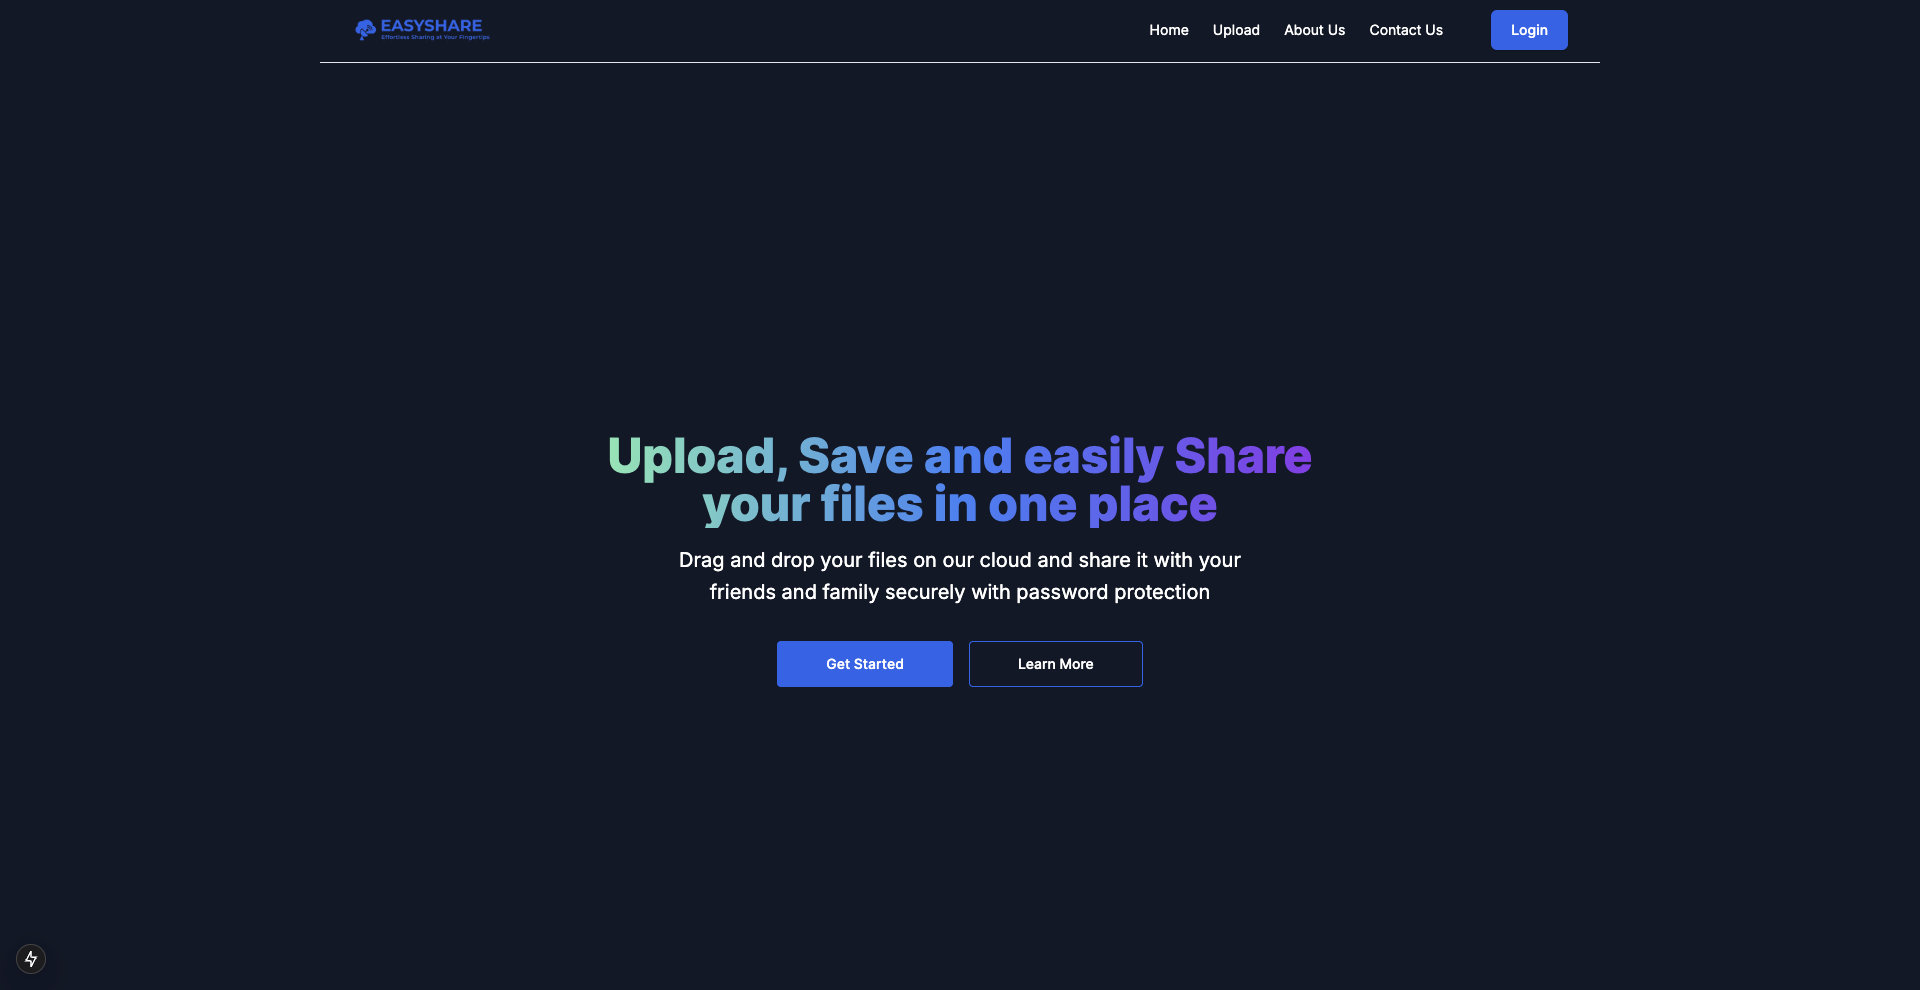 EASYSHARE
Effortless Sharing at Your Fingertips
Home
Upload
About Us
Contact Us
Login
Upload, Save and easily Share
your files in one place
Drag and drop your files on our cloud and share it with your
friends and family securely with password protection
Get Started
Learn More